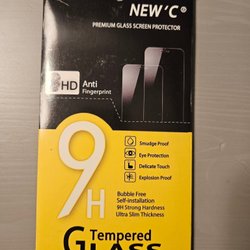 NEW'C®
PREMIUM GLASS SCREEN PROTECTOR
HD
Anti
Fingerprint
9H
Smudge Proof
Eye Protection
Delicate Touch
Explosion Proof
Bubble Free
Self-installation
9H Strong Hardness
Ultra Slim Thickness
Tempered
GLASS